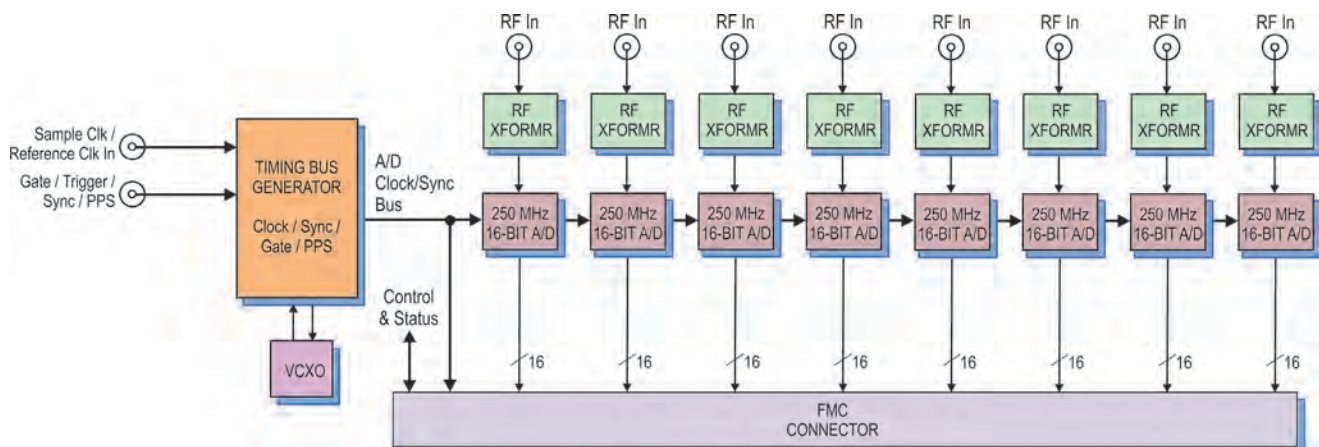 RF In RF In RF In RF In RF In RF In RF In RF In
RF RF RF RF RF RF RF RF
XFORMR XFORMR XFORMR XFORMR XFORMR XFORMR XFORMR XFORMR
Sample Clk /
Reference Clk In
Gate / Trigger /
Sync / PPS
TIMING BUS
GENERATOR
Clock / Sync /
Gate / PPS
A/D
Clock/Sync
Bus
250 MHz 250 MHz 250 MHz 250 MHz 250 MHz 250 MHz 250 MHz 250 MHz
16-BIT A/D 16-BIT A/D 16-BIT A/D 16-BIT A/D 16-BIT A/D 16-BIT A/D 16-BIT A/D 16-BIT A/D
Control
& Status
VCXO
16 16 16 16 16 16 16 16
FMC
CONNECTOR